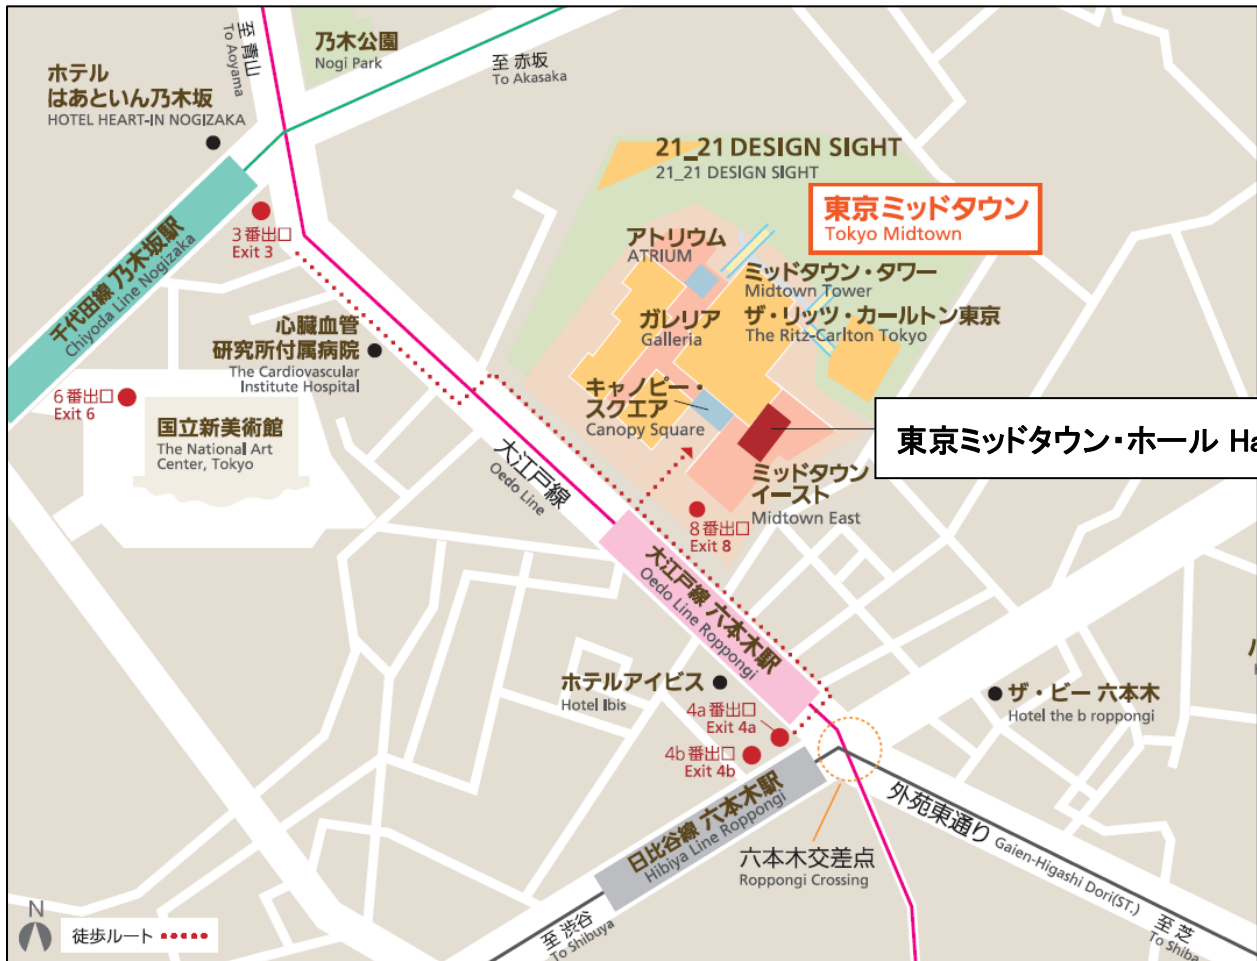 至 青山
To Aoyama
乃木公園
Nogi Park
至 赤坂
To Akasaka
ホテル
はあといん乃木坂
HOTEL HEART-IN NOGIZAKA
21_21 DESIGN SIGHT
21_21 DESIGN SIGHT
東京ミッドタウン
Tokyo Midtown
3番出口
Exit 3
千代田線 乃木坂駅
Chiyoda Line Nogizaka
アトリウム
ATRIUM
ミッドタウン・タワー
Midtown Tower
ザ・リッツ・カールトン東京
The Ritz-Carlton Tokyo
ガレリア
Galleria
心臓血管
研究所付属病院
The Cardiovascular
Institute Hospital
キャノピー・
スクエア
Canopy Square
6番出口
Exit 6
国立新美術館
The National Art
Center, Tokyo
東京ミッドタウン・ホール Ha
大江戸線
Oedo Line
ミッドタウン
イースト
Midtown East
8番出口
Exit 8
大江戸線 六本木駅
Oedo Line Roppongi
ホテルアイビス
Hotel Ibis
ザ・ビー 六本木
Hotel the b roppongi
4a番出口
Exit 4a
4b番出口
Exit 4b
日比谷線 六本木駅
Hibiya Line Roppongi
外苑東通り Gaien-Higashi Dori(ST.)
六本木交差点
Roppongi Crossing
至 渋谷
To Shibuya
至 芝
To Shiba
N
徒歩ルート